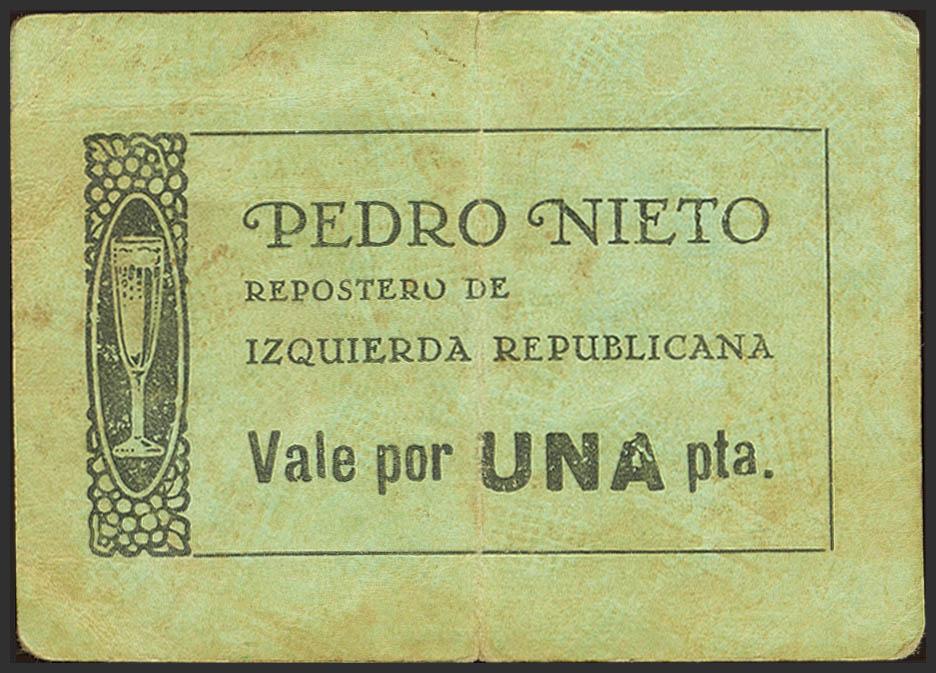 PEDRO NIETO
REPOSTERO DE
IZQUIERDA REPUBLICANA
Vale por UNA pta.